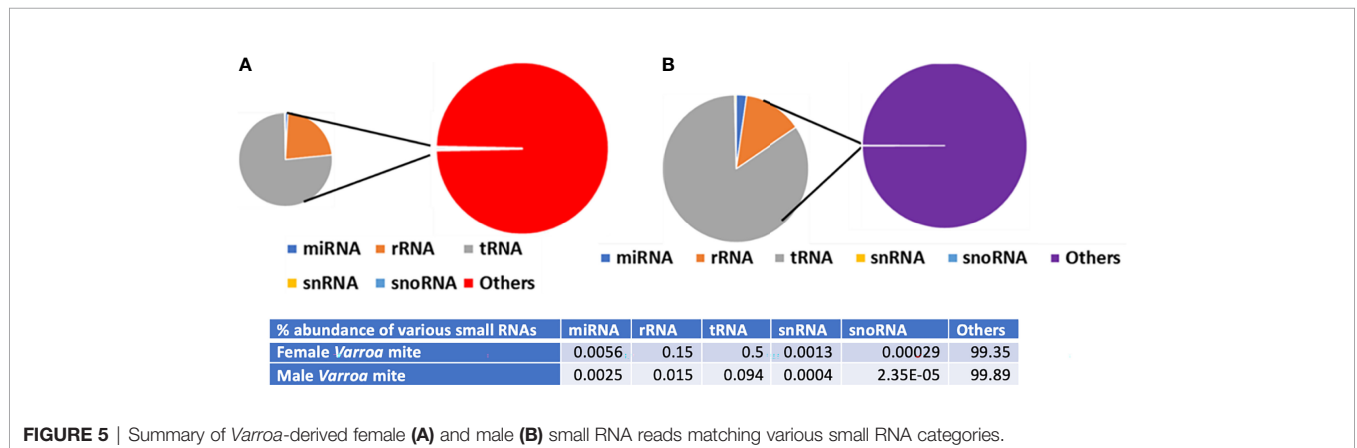 A
B
■ miRNA ■ rRNA ■ tRNA
■ snRNA ■ snoRNA ■ Others
■ miRNA ■ rRNA ■ tRNA ■ snRNA ■ snoRNA ■ Others
% abundance of various small RNAs miRNA rRNA tRNA snRNA snoRNA Others
Female Varroa mite 0.0056 0.15 0.5 0.0013 0.00029 99.35
Male Varroa mite 0.0025 0.015 0.094 0.0004 2.35E-05 99.89
FIGURE 5 | Summary of Varroa-derived female (A) and male (B) small RNA reads matching various small RNA categories.